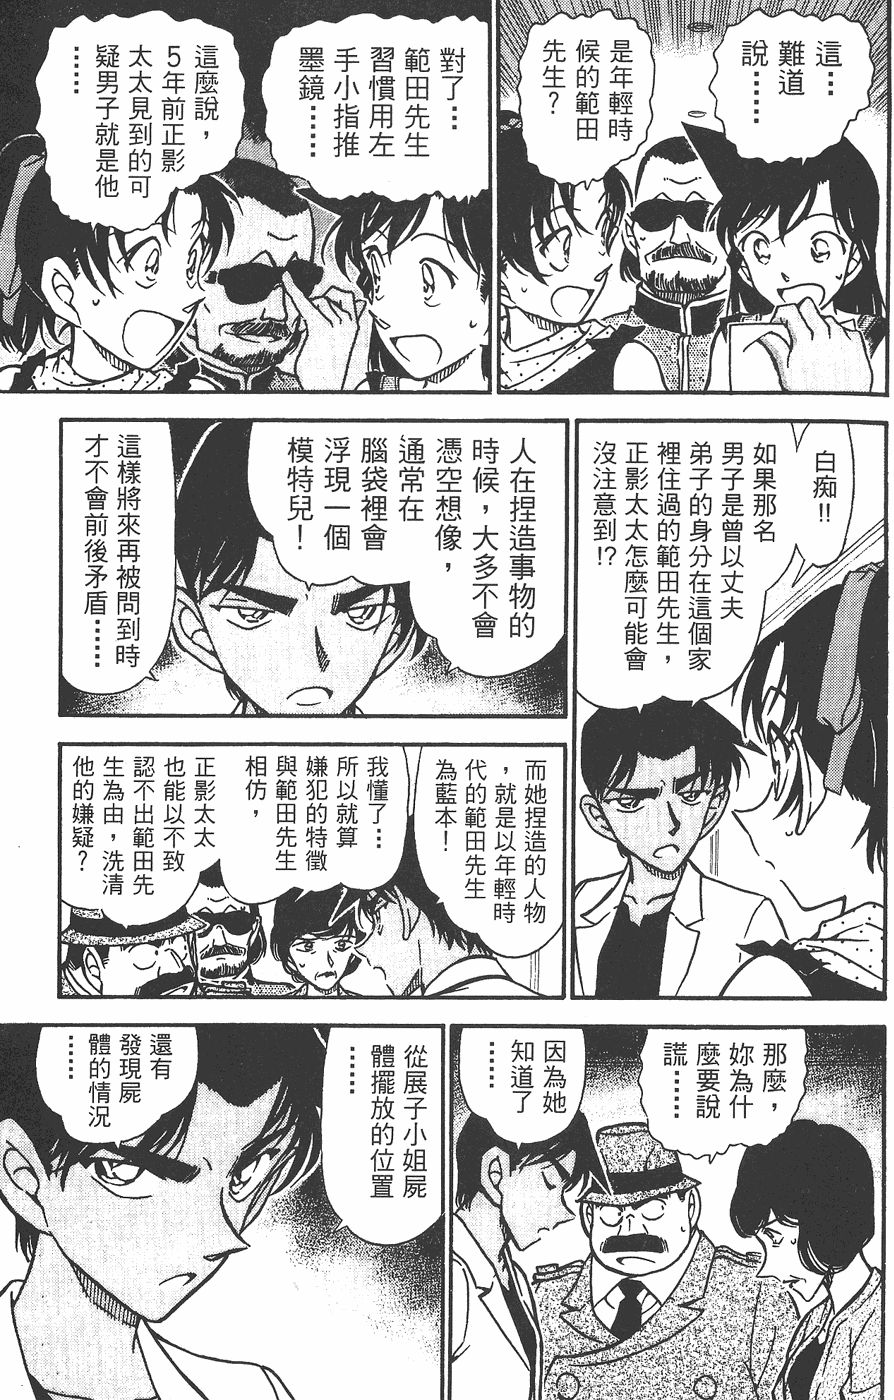 這…
難道
說……
是年輕時
候的範田
先生？
對了…
範田先生
習慣用左
手小指推
墨鏡……
這麼說，
5年前正影
太太見到的可
疑男子就是他
……
白痴!!
如果那名
男子是曾以丈夫
弟子的身分在這個家
裡住過的範田先生，
正影太太怎麼可能會
沒注意到!?
人在捏造事物的
時候，大多不會
憑空想像，
通常在
腦袋裡會
浮現一個
模特兒！
這樣將來再被問到時
才不會前後矛盾……
而她捏造的人物
，就是以年輕時
代的範田先生
為藍本！
我懂了…
所以就算
嫌犯的特徵
與範田先生
相仿，
正影太太
也能以不致
認不出範田先
生為由，洗清
他的嫌疑？
那麼，
妳為什
麼要說
謊……
因為她
知道了
……
從展子小姐屍
體擺放的位置
……
還有
發現屍
體的情況
……